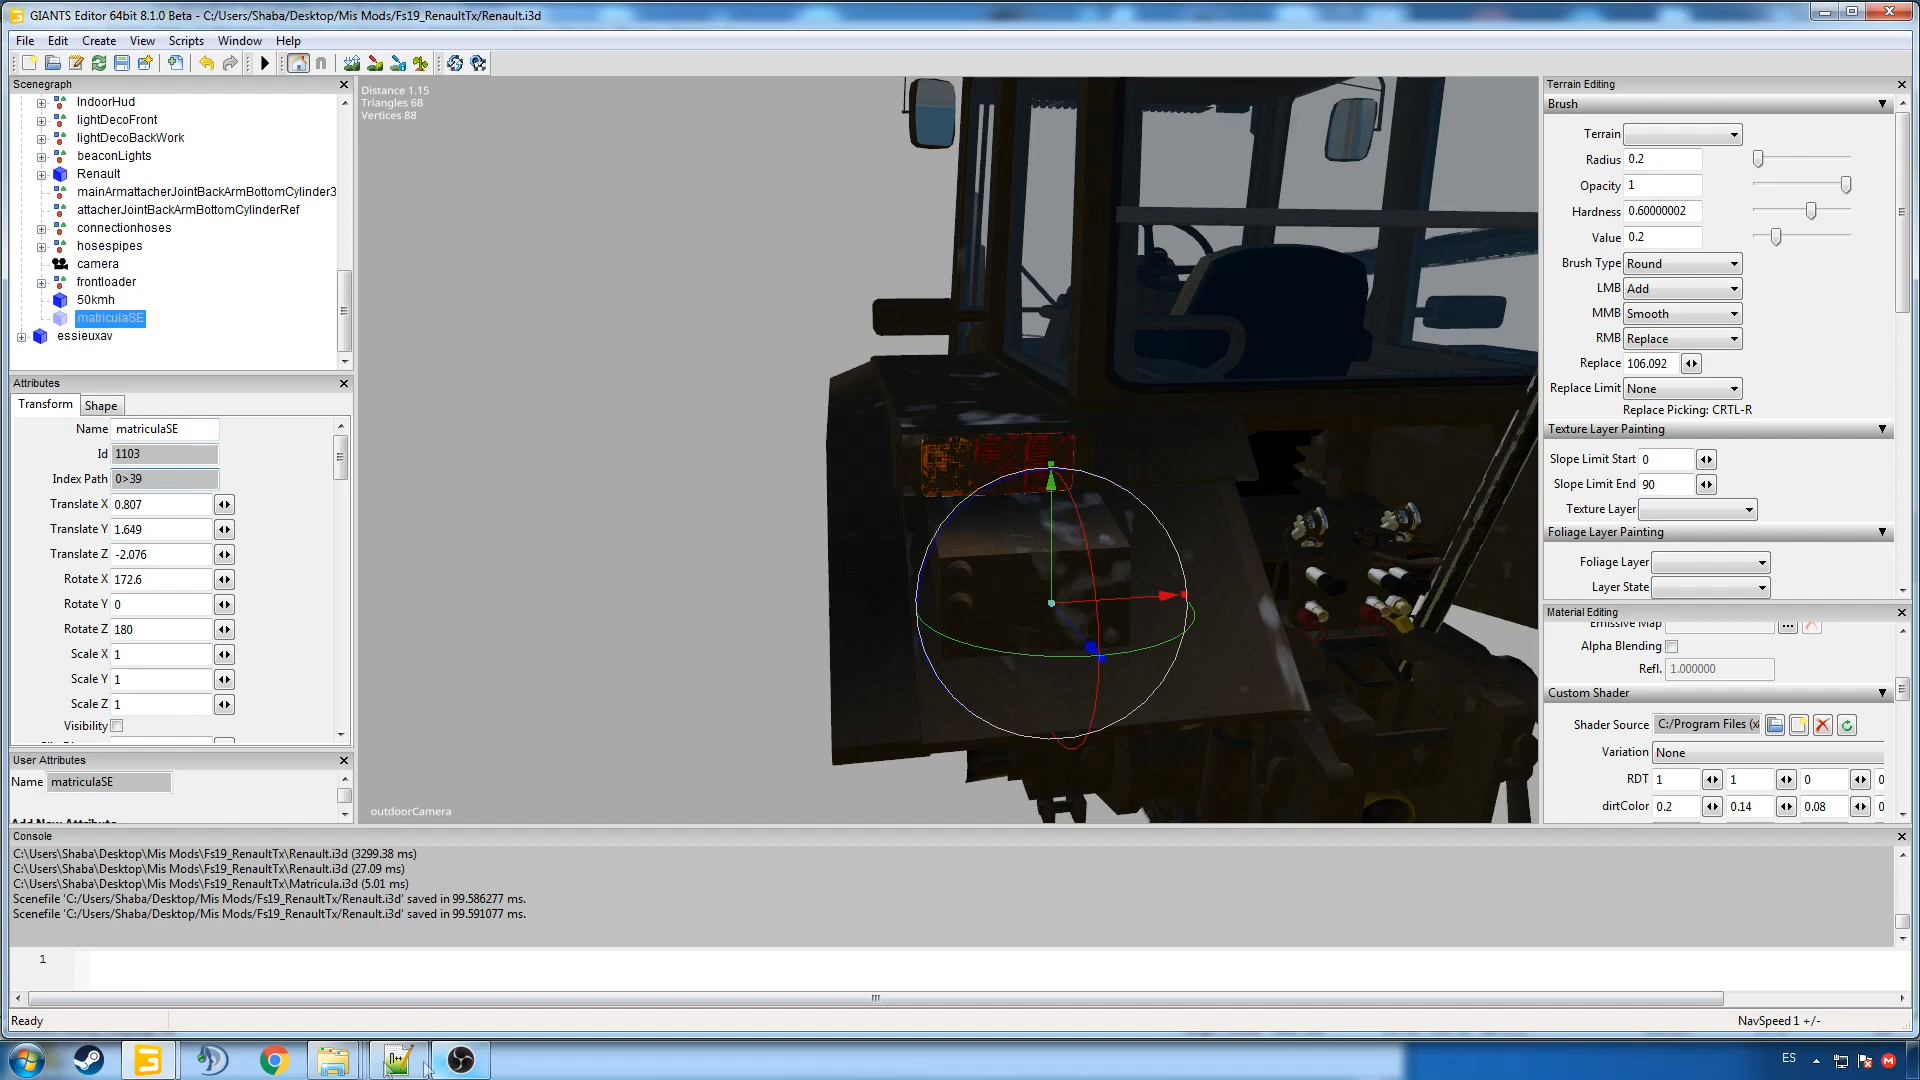 GIANTS Editor 64bit 8.1.0 Beta - C:/Users/Shaba/Desktop/Mis Mods/Fs19_RenaultTx/Renault.i3d
File Edit Create View Scripts Window Help
Scenegraph
IndoorHud
lightDecoFront
lightDecoBackWork
beaconLights
Renault
mainArmattacherJointBackArmBottomCylinder3
attacherJointBackArmBottomCylinderRef
connectionhoses
hosespipes
camera
frontloader
50kmh
matriculaSE
essieuxav
Attributes
Transform Shape
Name matriculaSE
Id 1103
Index Path 0>39
Translate X 0.807
Translate Y 1.649
Translate Z -2.076
Rotate X 172.6
Rotate Y 0
Rotate Z 180
Scale X 1
Scale Y 1
Scale Z 1
Visibility
User Attributes
Name matriculaSE
Add New Attribute
Distance 1.15
Triangles 68
Vertices 88
outdoorCamera
Terrain Editing
Brush
Terrain
Radius 0.2
Opacity 1
Hardness 0.60000002
Value 0.2
Brush Type Round
LMB Add
MMB Smooth
RMB Replace
Replace 106.092
Replace Limit None
Replace Picking: CRTL-R
Texture Layer Painting
Slope Limit Start 0
Slope Limit End 90
Texture Layer
Foliage Layer Painting
Foliage Layer
Layer State
Material Editing
Emissive Map ...
Alpha Blending
Refl. 1.000000
Custom Shader
Shader Source C:/Program Files (x
Variation None
RDT 1 1 0 0
dirtColor 0.2 0.14 0.08 0
Console
C:\Users\Shaba\Desktop\Mis Mods\Fs19_RenaultTx\Renault.i3d (3299.38 ms)
C:\Users\Shaba\Desktop\Mis Mods\Fs19_RenaultTx\Renault.i3d (27.09 ms)
C:\Users\Shaba\Desktop\Mis Mods\Fs19_RenaultTx\Matricula.i3d (5.01 ms)
Scenefile 'C:/Users/Shaba/Desktop/Mis Mods/Fs19_RenaultTx/Renault.i3d' saved in 99.586277 ms.
Scenefile 'C:/Users/Shaba/Desktop/Mis Mods/Fs19_RenaultTx/Renault.i3d' saved in 99.591077 ms.
1
Ready
NavSpeed 1 +/-
ES